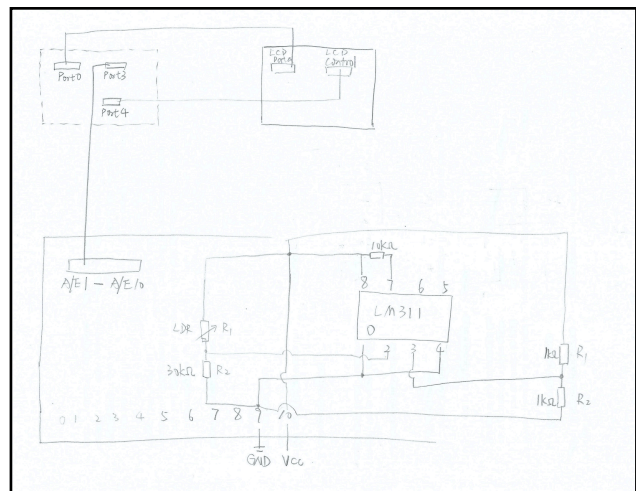 LCD
Port
LCD
Control
Port0
Port3
Port4
10kΩ
A/E1 - A/E10
8 7 6 5
LM311
LDR R1
2 3 4
30kΩ R2
1kΩ R1
1kΩ R2
0 1 2 3 4 5 6 7 8 9 10
GND Vcc